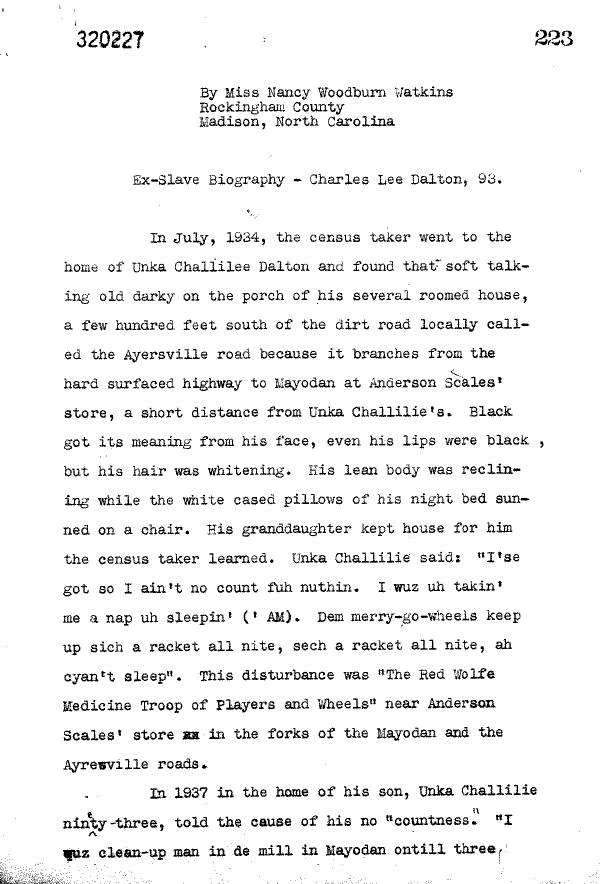 320227
223
By Miss Nancy Woodburn Watkins
Rockingham County
Madison, North Carolina
Ex-Slave Biography - Charles Lee Dalton, 93.
In July, 1934, the census taker went to the
home of Unka Challilee Dalton and found that soft talk-
ing old darky on the porch of his several roomed house,
a few hundred feet south of the dirt road locally call-
ed the Ayersville road because it branches from the
hard surfaced highway to Mayodan at Anderson Scales'
store, a short distance from Unka Challilie's. Black
got its meaning from his face, even his lips were black ,
but his hair was whitening. His lean body was reclin-
ing while the white cased pillows of his night bed sun-
ned on a chair. His granddaughter kept house for him
the census taker learned. Unka Challilie said: "I'se
got so I ain't no count fuh nuthin. I wuz uh takin'
me a nap uh sleepin' (' AM). Dem merry-go-wheels keep
up sich a racket all nite, sech a racket all nite, ah
cyan't sleep". This disturbance was "The Red Wolfe
Medicine Troop of Players and Wheels" near Anderson
Scales' store in the forks of the Mayodan and the
Ayresville roads.
In 1937 in the home of his son, Unka Challilie
ninety-three, told the cause of his no "countness." "I
wuz clean-up man in de mill in Mayodan ontill three